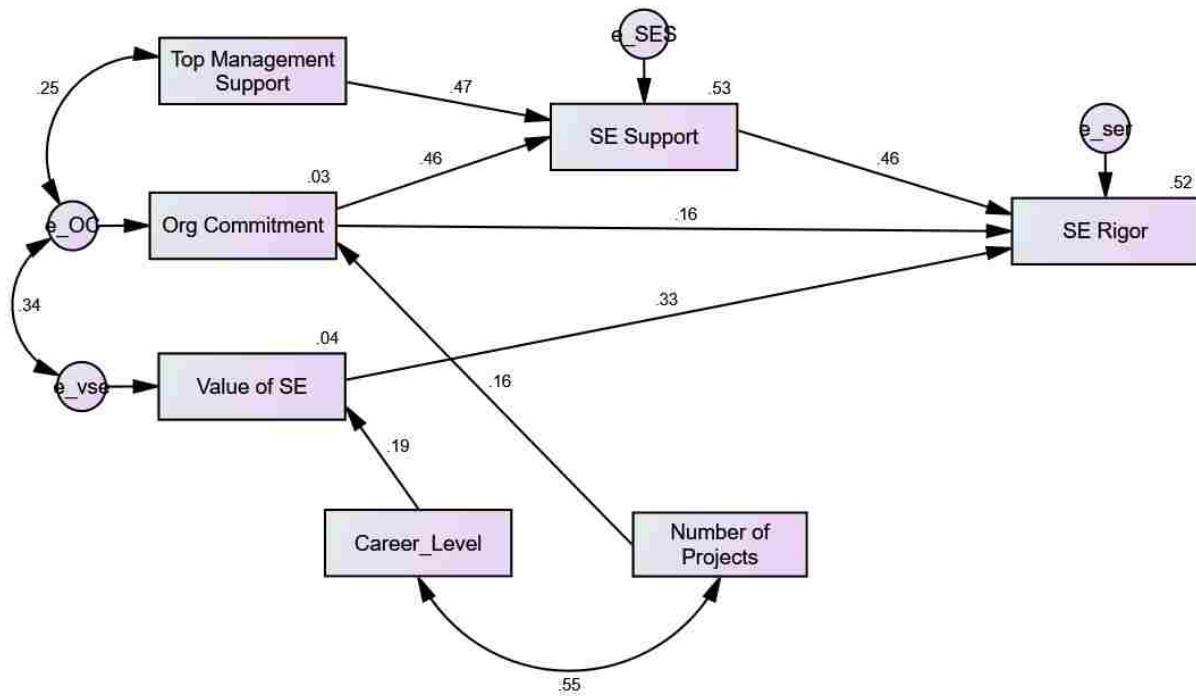 e_SES
Top Management
Support
.25
.47
.53
SE Support
e_ser
.46
.46
.03
.52
e_OC
Org Commitment
.16
SE Rigor
.34
.33
.04
e_vse
Value of SE
.16
.19
Career_Level
Number of
Projects
.55